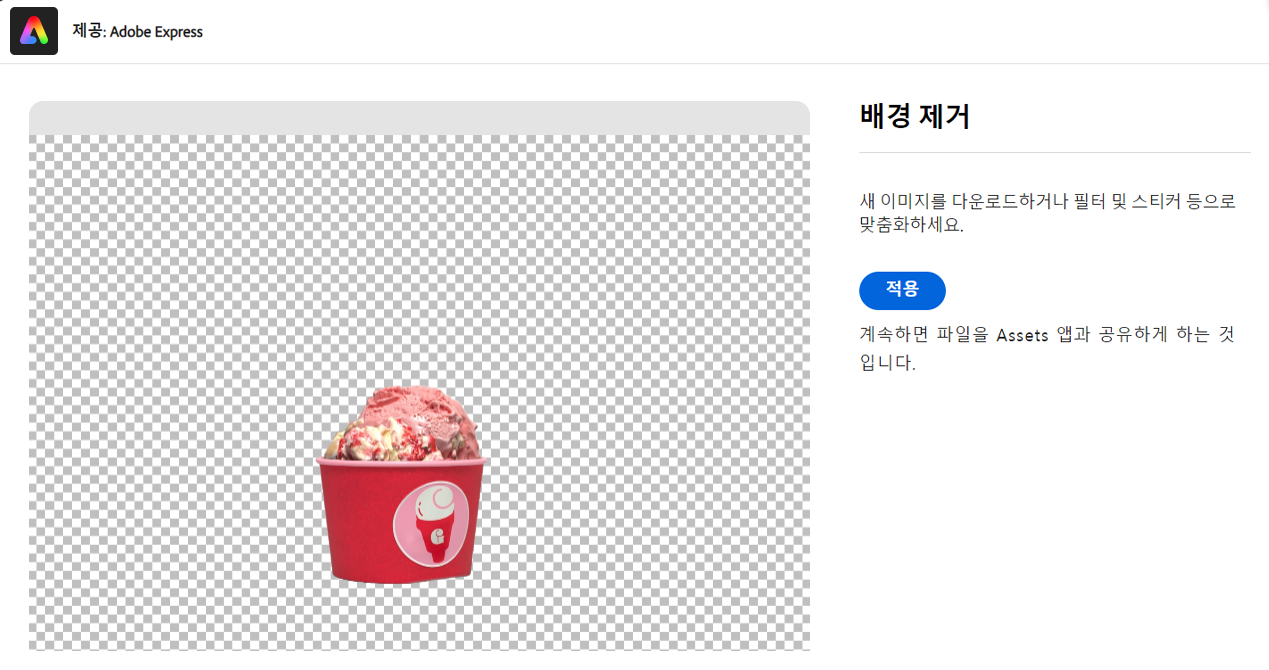 제공: Adobe Express
배경 제거
새 이미지를 다운로드하거나 필터 및 스티커 등으로
맞춤화하세요.
적용
계속하면 파일을 Assets 앱과 공유하게 하는 것
입니다.
G